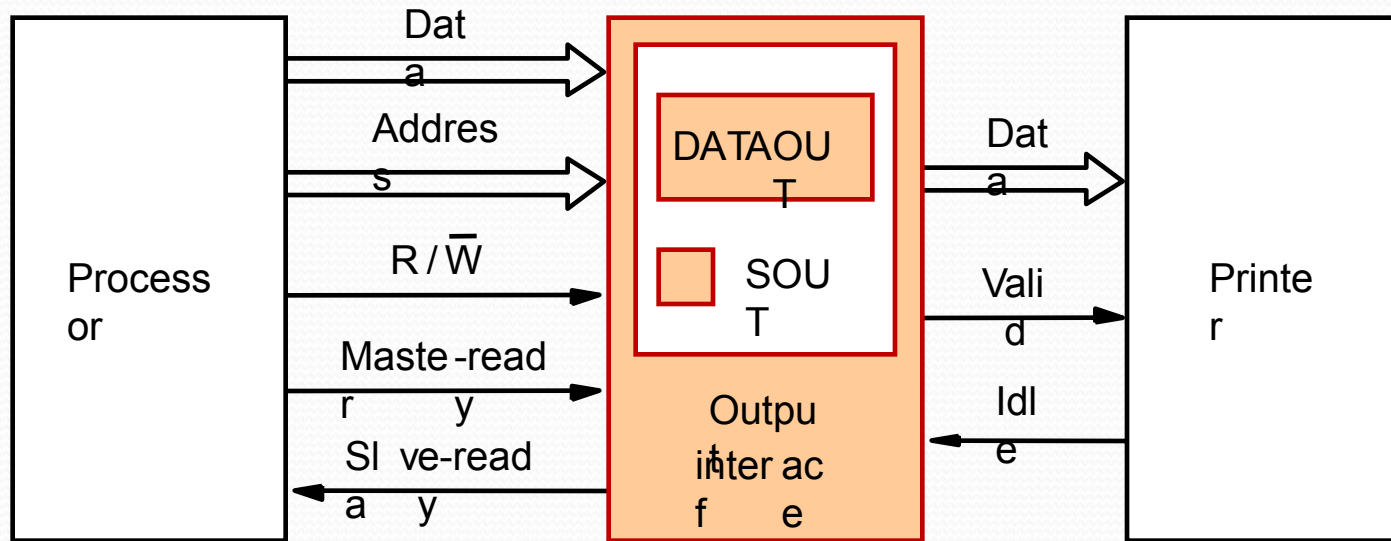 Dat
a
Addres
s
R / W̅
Maste -read
r y
Sl ve-read
a y
Process
or
DATAOU
T
SOU
T
Outpu
t
inter ac
f e
Dat
a
Vali
d
Idl
e
Printe
r